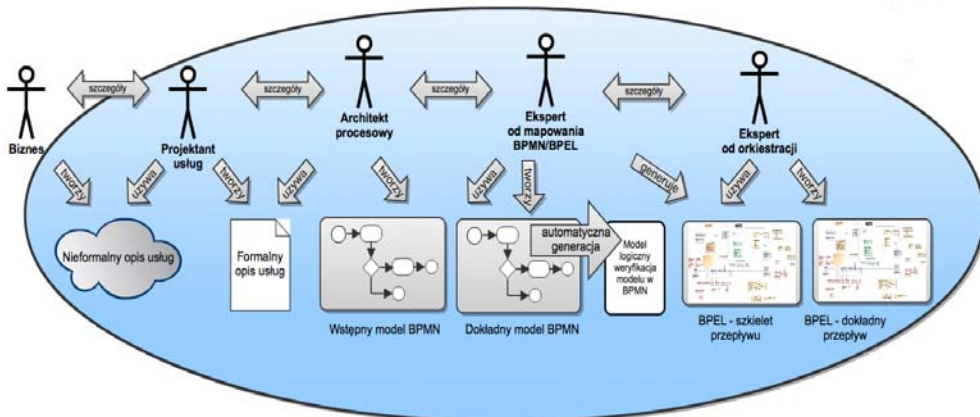 szczegóły
szczegóły
szczegóły
szczegóły
Biznes
Projektant
usług
Architekt
procesowy
Ekspert
od mapowania
BPMN/BPEL
Ekspert
od orkiestracji
tworzy
używa
tworzy
używa
tworzy
używa
tworzy
generuje
używa
tworzy
Nieformalny opis usług
Formalny
opis usług
automatyczna
generacja
Model
logiczny
weryfikacja
modelu w
BPMN
Wstępny model BPMN
Dokładny model BPMN
BPEL - szkielet
przepływu
BPEL - dokładny
przepływ